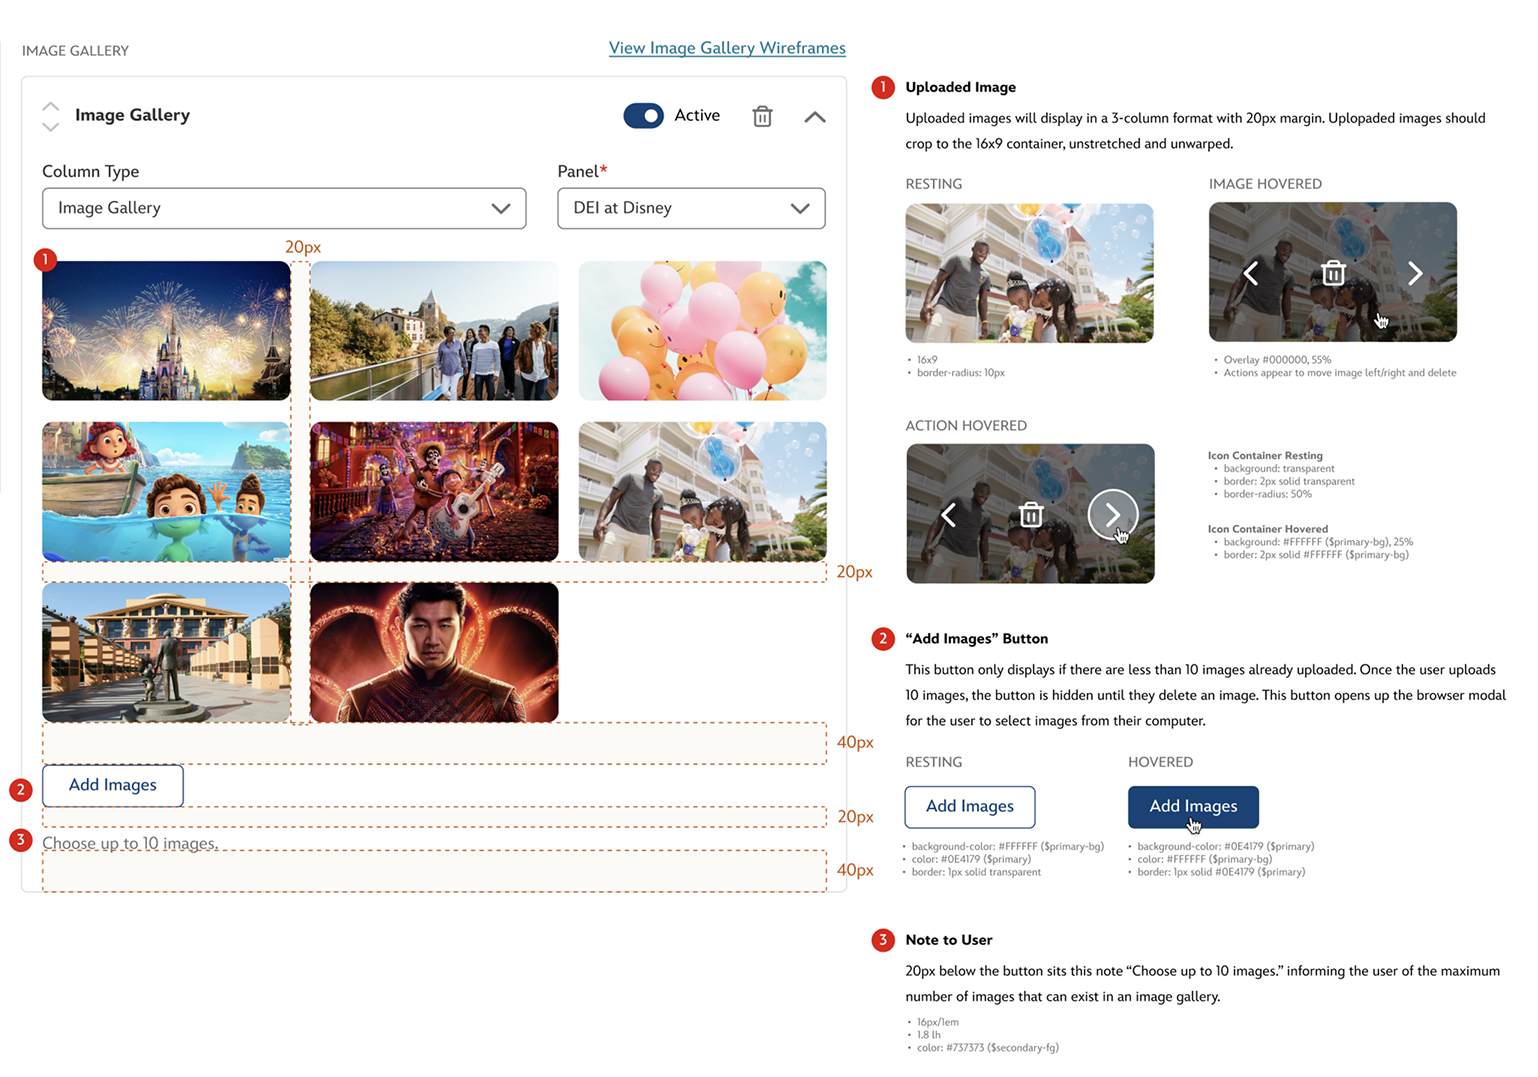 IMAGE GALLERY
View Image Gallery Wireframes
Image Gallery
Active
Column Type
Panel*
Image Gallery
DEI at Disney
20px
1
20px
40px
2
Add Images
20px
3
Choose up to 10 images.
40px
1
Uploaded Image
Uploaded images will display in a 3-column format with 20px margin. Uplopaded images should
crop to the 16x9 container, unstretched and unwarped.
RESTING
IMAGE HOVERED
• 16x9
• border-radius: 10px
• Overlay #000000, 55%
• Actions appear to move image left/right and delete
ACTION HOVERED
Icon Container Resting
• background: transparent
• border: 2px solid transparent
• border-radius: 50%
Icon Container Hovered
• background: #FFFFFF ($primary-bg), 25%
• border: 2px solid #FFFFFF ($primary-bg)
2
“Add Images” Button
This button only displays if there are less than 10 images already uploaded. Once the user uploads
10 images, the button is hidden until they delete an image. This button opens up the browser modal
for the user to select images from their computer.
RESTING
HOVERED
Add Images
Add Images
• background-color: #FFFFFF ($primary-bg)
• color: #0E4179 ($primary)
• border: 1px solid transparent
• background-color: #0E4179 ($primary)
• color: #FFFFFF ($primary-bg)
• border: 1px solid #0E4179 ($primary)
3
Note to User
20px below the button sits this note “Choose up to 10 images.” informing the user of the maximum
number of images that can exist in an image gallery.
• 16px/1em
• 1.8 lh
• color: #737373 ($secondary-fg)